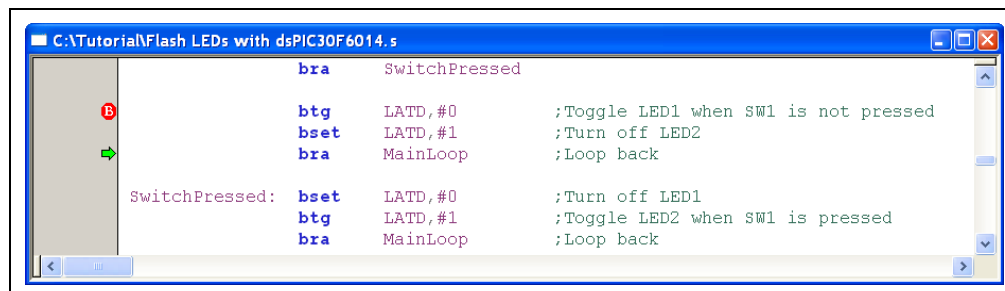 C:\Tutorial\Flash LEDs with dsPIC30F6014.s
bra SwitchPressed
B btg LATD,#0 ;Toggle LED1 when SW1 is not pressed
bset LATD,#1 ;Turn off LED2
bra MainLoop ;Loop back
SwitchPressed: bset LATD,#0 ;Turn off LED1
btg LATD,#1 ;Toggle LED2 when SW1 is pressed
bra MainLoop ;Loop back